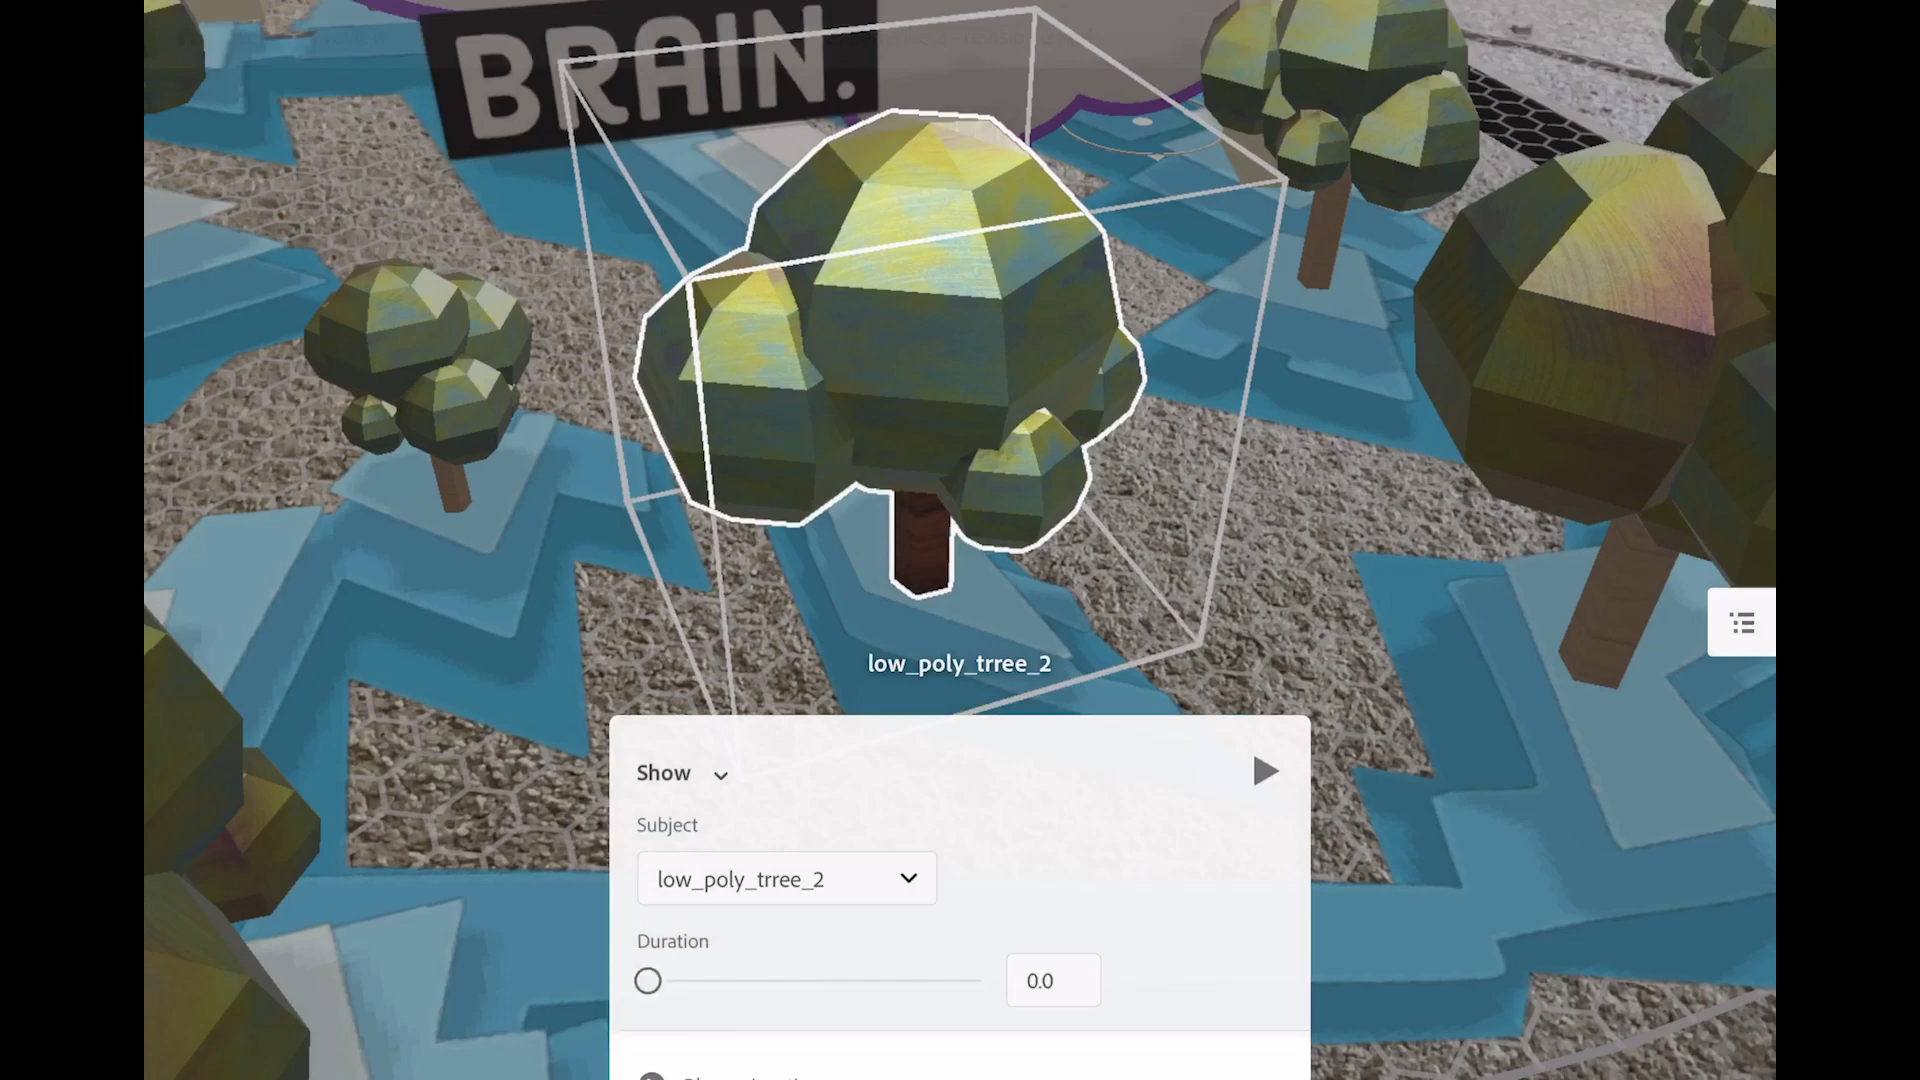 BRAIN.
low_poly_trree_2
Show
Subject
low_poly_trree_2
Duration
0.0